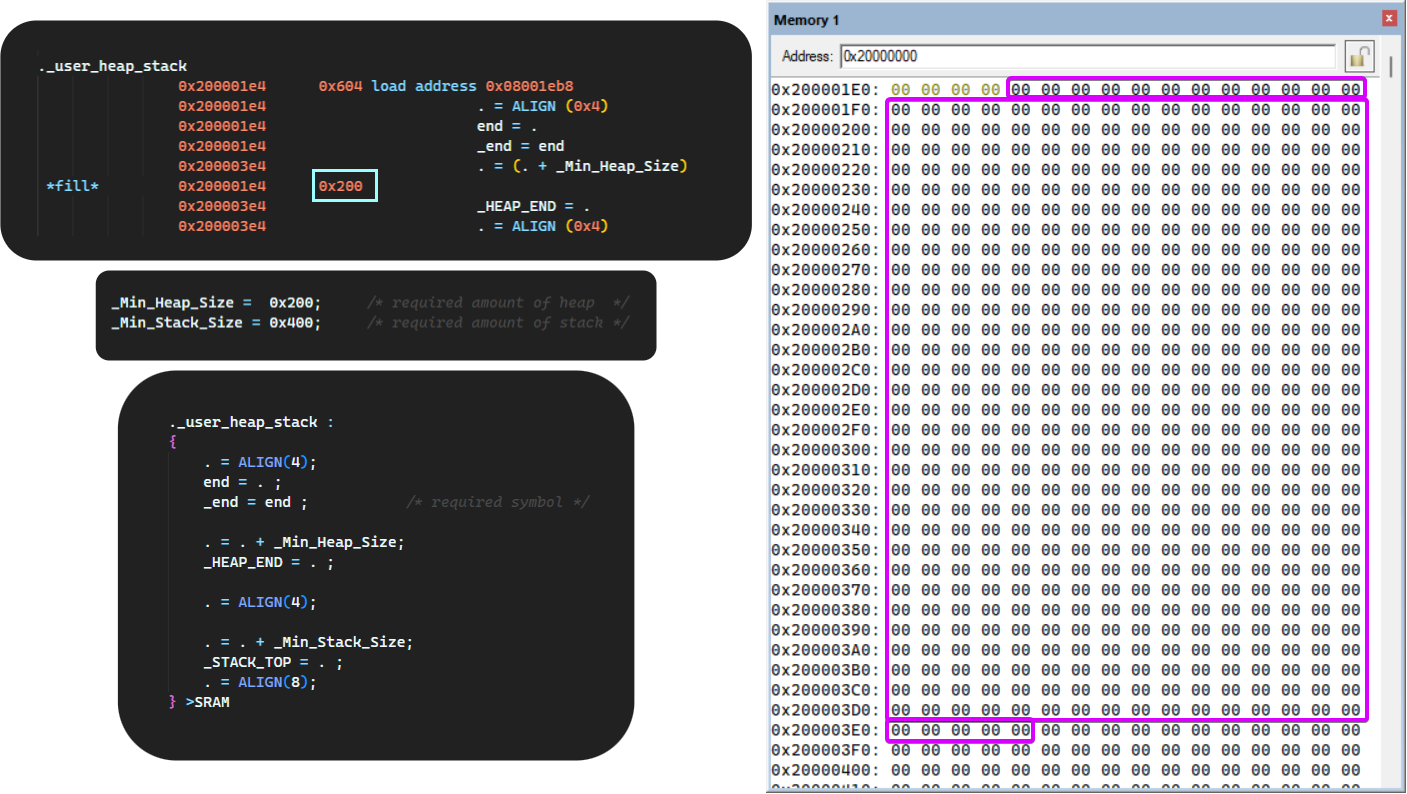 ._user_heap_stack
0x200001e4 0x604 load address 0x08001eb8
0x200001e4 . = ALIGN (0x4)
0x200001e4 end = .
0x200001e4 _end = end
0x200003e4 . = (. + _Min_Heap_Size)
*fill* 0x200001e4 0x200
0x200003e4 _HEAP_END = .
0x200003e4 . = ALIGN (0x4)
_Min_Heap_Size = 0x200; /* required amount of heap */
_Min_Stack_Size = 0x400; /* required amount of stack */
._user_heap_stack :
{
. = ALIGN(4);
end = . ;
_end = end ; /* required symbol */
. = . + _Min_Heap_Size;
_HEAP_END = . ;
. = ALIGN(4);
. = . + _Min_Stack_Size;
_STACK_TOP = . ;
. = ALIGN(8);
} >SRAM
Memory 1
Address: 0x20000000
0x200001E0: 00 00 00 00 00 00 00 00 00 00 00 00 00 00 00 00
0x200001F0: 00 00 00 00 00 00 00 00 00 00 00 00 00 00 00 00
0x20000200: 00 00 00 00 00 00 00 00 00 00 00 00 00 00 00 00
0x20000210: 00 00 00 00 00 00 00 00 00 00 00 00 00 00 00 00
0x20000220: 00 00 00 00 00 00 00 00 00 00 00 00 00 00 00 00
0x20000230: 00 00 00 00 00 00 00 00 00 00 00 00 00 00 00 00
0x20000240: 00 00 00 00 00 00 00 00 00 00 00 00 00 00 00 00
0x20000250: 00 00 00 00 00 00 00 00 00 00 00 00 00 00 00 00
0x20000260: 00 00 00 00 00 00 00 00 00 00 00 00 00 00 00 00
0x20000270: 00 00 00 00 00 00 00 00 00 00 00 00 00 00 00 00
0x20000280: 00 00 00 00 00 00 00 00 00 00 00 00 00 00 00 00
0x20000290: 00 00 00 00 00 00 00 00 00 00 00 00 00 00 00 00
0x200002A0: 00 00 00 00 00 00 00 00 00 00 00 00 00 00 00 00
0x200002B0: 00 00 00 00 00 00 00 00 00 00 00 00 00 00 00 00
0x200002C0: 00 00 00 00 00 00 00 00 00 00 00 00 00 00 00 00
0x200002D0: 00 00 00 00 00 00 00 00 00 00 00 00 00 00 00 00
0x200002E0: 00 00 00 00 00 00 00 00 00 00 00 00 00 00 00 00
0x200002F0: 00 00 00 00 00 00 00 00 00 00 00 00 00 00 00 00
0x20000300: 00 00 00 00 00 00 00 00 00 00 00 00 00 00 00 00
0x20000310: 00 00 00 00 00 00 00 00 00 00 00 00 00 00 00 00
0x20000320: 00 00 00 00 00 00 00 00 00 00 00 00 00 00 00 00
0x20000330: 00 00 00 00 00 00 00 00 00 00 00 00 00 00 00 00
0x20000340: 00 00 00 00 00 00 00 00 00 00 00 00 00 00 00 00
0x20000350: 00 00 00 00 00 00 00 00 00 00 00 00 00 00 00 00
0x20000360: 00 00 00 00 00 00 00 00 00 00 00 00 00 00 00 00
0x20000370: 00 00 00 00 00 00 00 00 00 00 00 00 00 00 00 00
0x20000380: 00 00 00 00 00 00 00 00 00 00 00 00 00 00 00 00
0x20000390: 00 00 00 00 00 00 00 00 00 00 00 00 00 00 00 00
0x200003A0: 00 00 00 00 00 00 00 00 00 00 00 00 00 00 00 00
0x200003B0: 00 00 00 00 00 00 00 00 00 00 00 00 00 00 00 00
0x200003C0: 00 00 00 00 00 00 00 00 00 00 00 00 00 00 00 00
0x200003D0: 00 00 00 00 00 00 00 00 00 00 00 00 00 00 00 00
0x200003E0: 00 00 00 00 00 00 00 00 00 00 00 00 00 00 00 00
0x200003F0: 00 00 00 00 00 00 00 00 00 00 00 00 00 00 00 00
0x20000400: 00 00 00 00 00 00 00 00 00 00 00 00 00 00 00 00